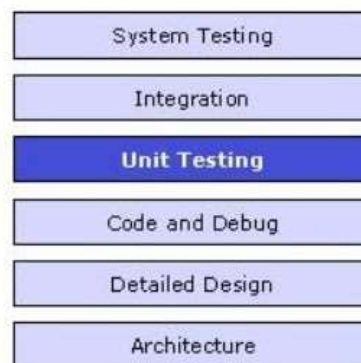 System Testing
Integration
Unit Testing
Code and Debug
Detailed Design
Architecture